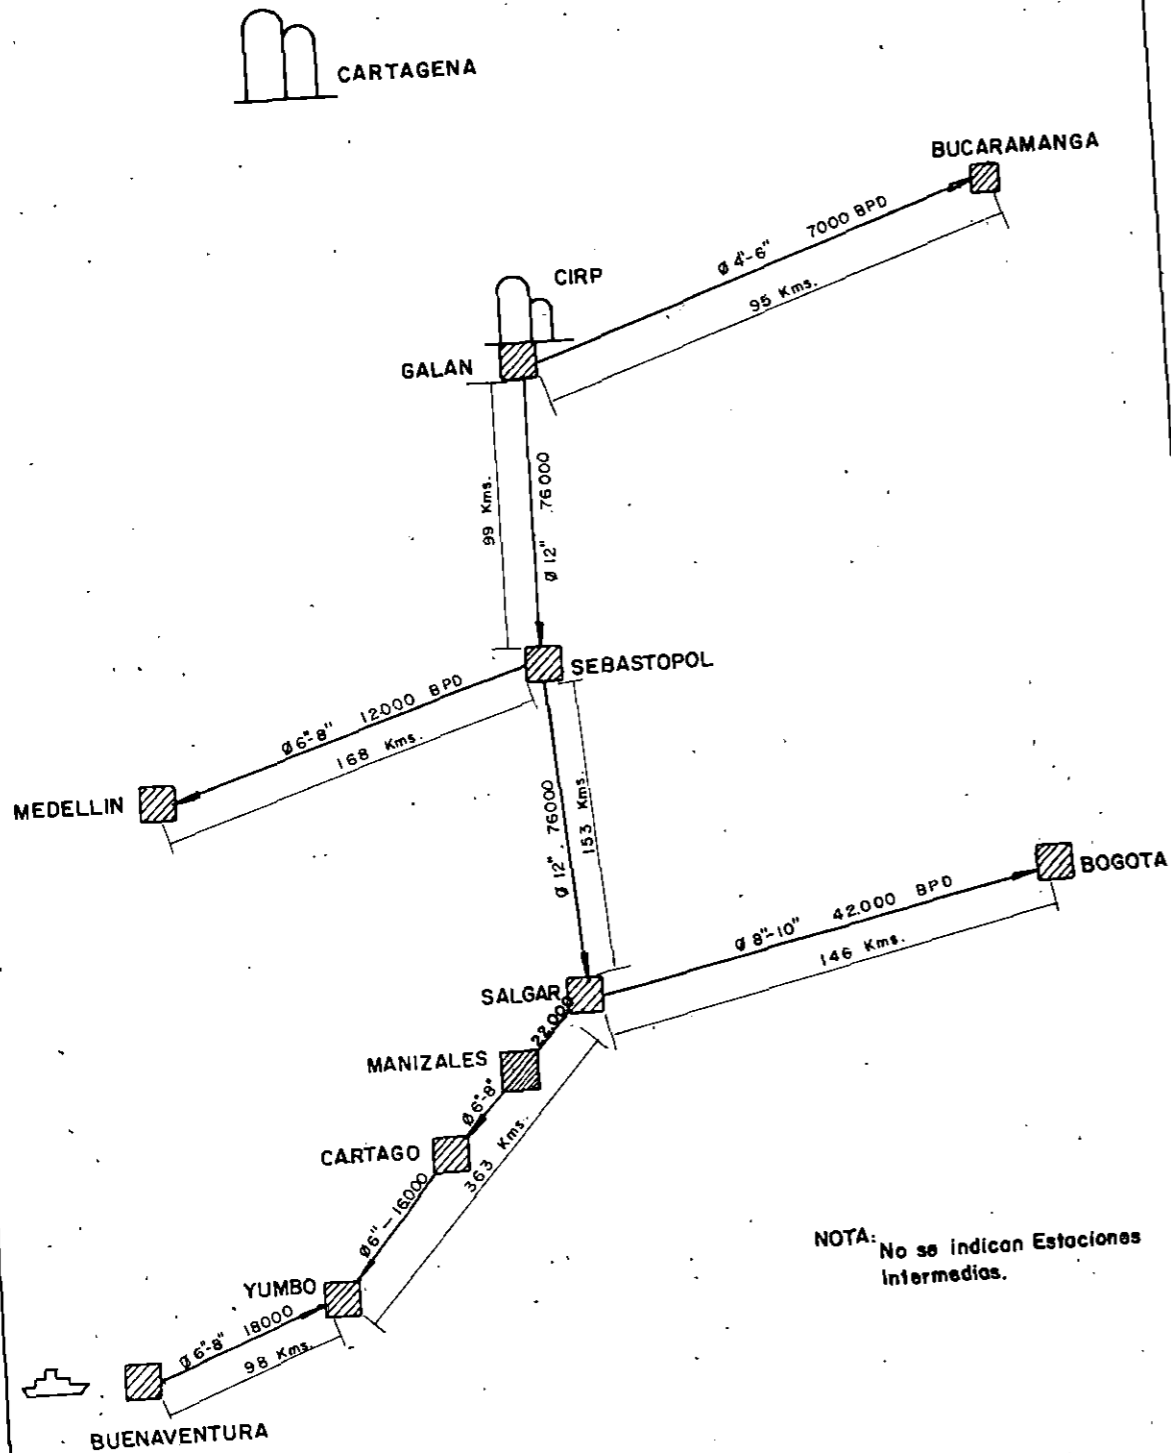 CARTAGENA
BUCARAMANGA
Ø 4"-6" 7000 BPD
95 Kms.
CIRP
GALAN
99 Kms.
Ø 12" 76000
SEBASTOPOL
Ø 6"-8" 12000 BPD
168 Kms.
MEDELLIN
Ø 12" 76000
153 Kms.
BOGOTA
Ø 8"-10" 42.000 BPD
146 Kms.
SALGAR
22.000
MANIZALES
Ø 6"-8"
CARTAGO
363 Kms.
Ø 6" - 16000
YUMBO
Ø 6"-8" 18000
98 Kms.
BUENAVENTURA
NOTA: No se indican Estaciones
Intermedias.